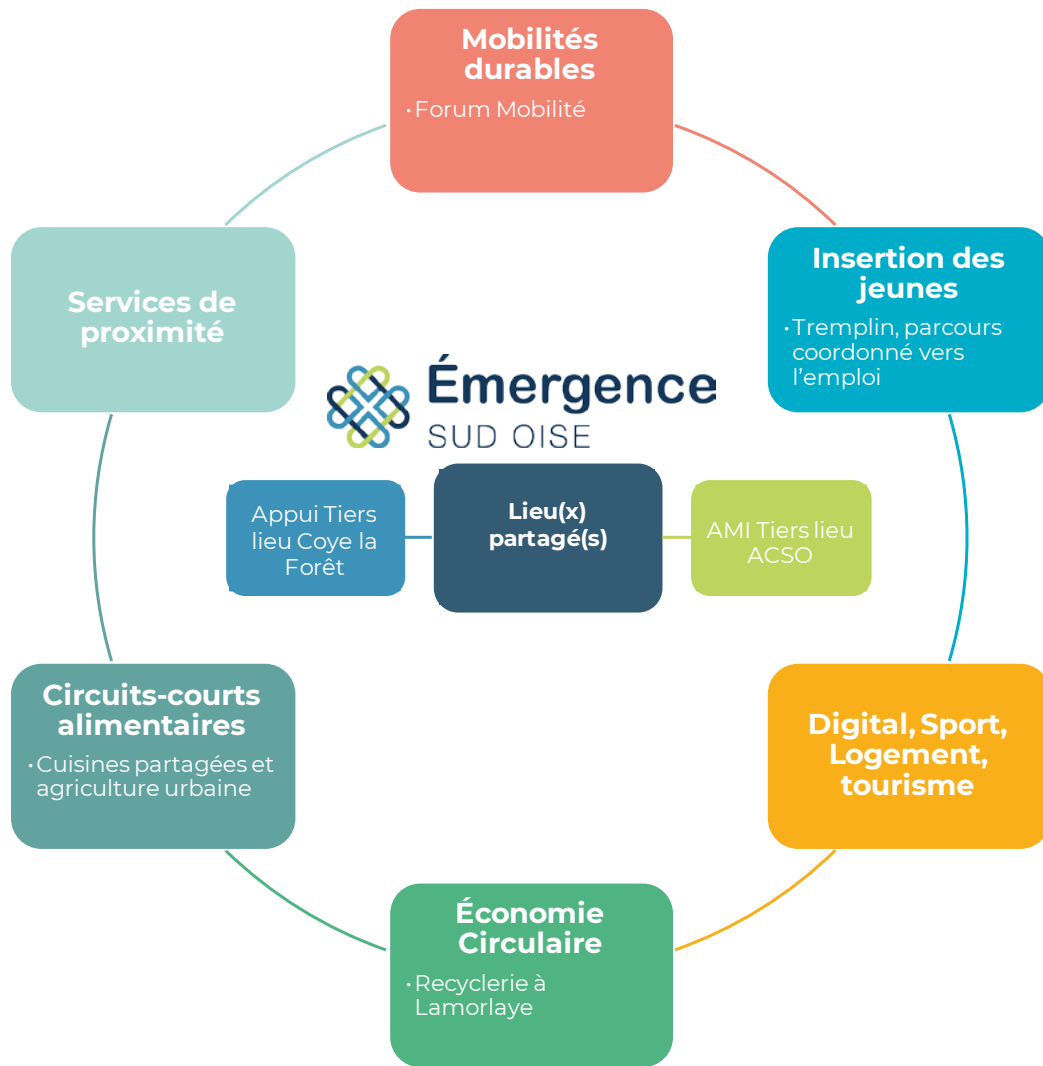 Mobilités
durables
·Forum Mobilité
Services de
proximité
Insertion des
jeunes
·Tremplin, parcours
coordonné vers
l'emploi
Émergence
SUD OISE
Appui Tiers
lieu Coye la
Forêt
Lieu(x)
partagé(s)
AMI Tiers lieu
ACSO
Circuits-courts
alimentaires
·Cuisines partagées et
agriculture urbaine
Digital, Sport,
Logement,
tourisme
Économie
Circulaire
·Recyclerie à
Lamorlaye